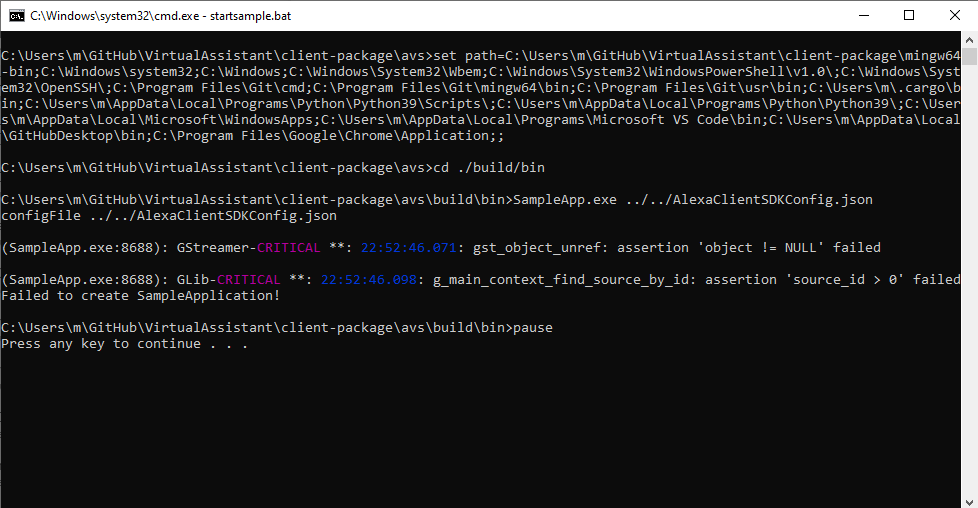 C:\Windows\system32\cmd.exe - startsample.bat
C:\Users\m\GitHub\VirtualAssistant\client-package\avs>set path=C:\Users\m\GitHub\VirtualAssistant\client-package\mingw64
-bin;C:\Windows\system32;C:\Windows;C:\Windows\System32\Wbem;C:\Windows\System32\WindowsPowerShell\v1.0\;C:\Windows\Syst
em32\OpenSSH\;C:\Program Files\Git\cmd;C:\Program Files\Git\mingw64\bin;C:\Program Files\Git\usr\bin;C:\Users\m\.cargo\b
in;C:\Users\m\AppData\Local\Programs\Python\Python39\Scripts\;C:\Users\m\AppData\Local\Programs\Python\Python39\;C:\User
s\m\AppData\Local\Microsoft\WindowsApps;C:\Users\m\AppData\Local\Programs\Microsoft VS Code\bin;C:\Users\m\AppData\Local
\GitHubDesktop\bin;C:\Program Files\Google\Chrome\Application;;
C:\Users\m\GitHub\VirtualAssistant\client-package\avs>cd ./build/bin
C:\Users\m\GitHub\VirtualAssistant\client-package\avs\build\bin>SampleApp.exe ../../AlexaClientSDKConfig.json
configFile ../../AlexaClientSDKConfig.json
(SampleApp.exe:8688): GStreamer-CRITICAL **: 22:52:46.071: gst_object_unref: assertion 'object != NULL' failed
(SampleApp.exe:8688): GLib-CRITICAL **: 22:52:46.098: g_main_context_find_source_by_id: assertion 'source_id > 0' failed
Failed to create SampleApplication!
C:\Users\m\GitHub\VirtualAssistant\client-package\avs\build\bin>pause
Press any key to continue . . .